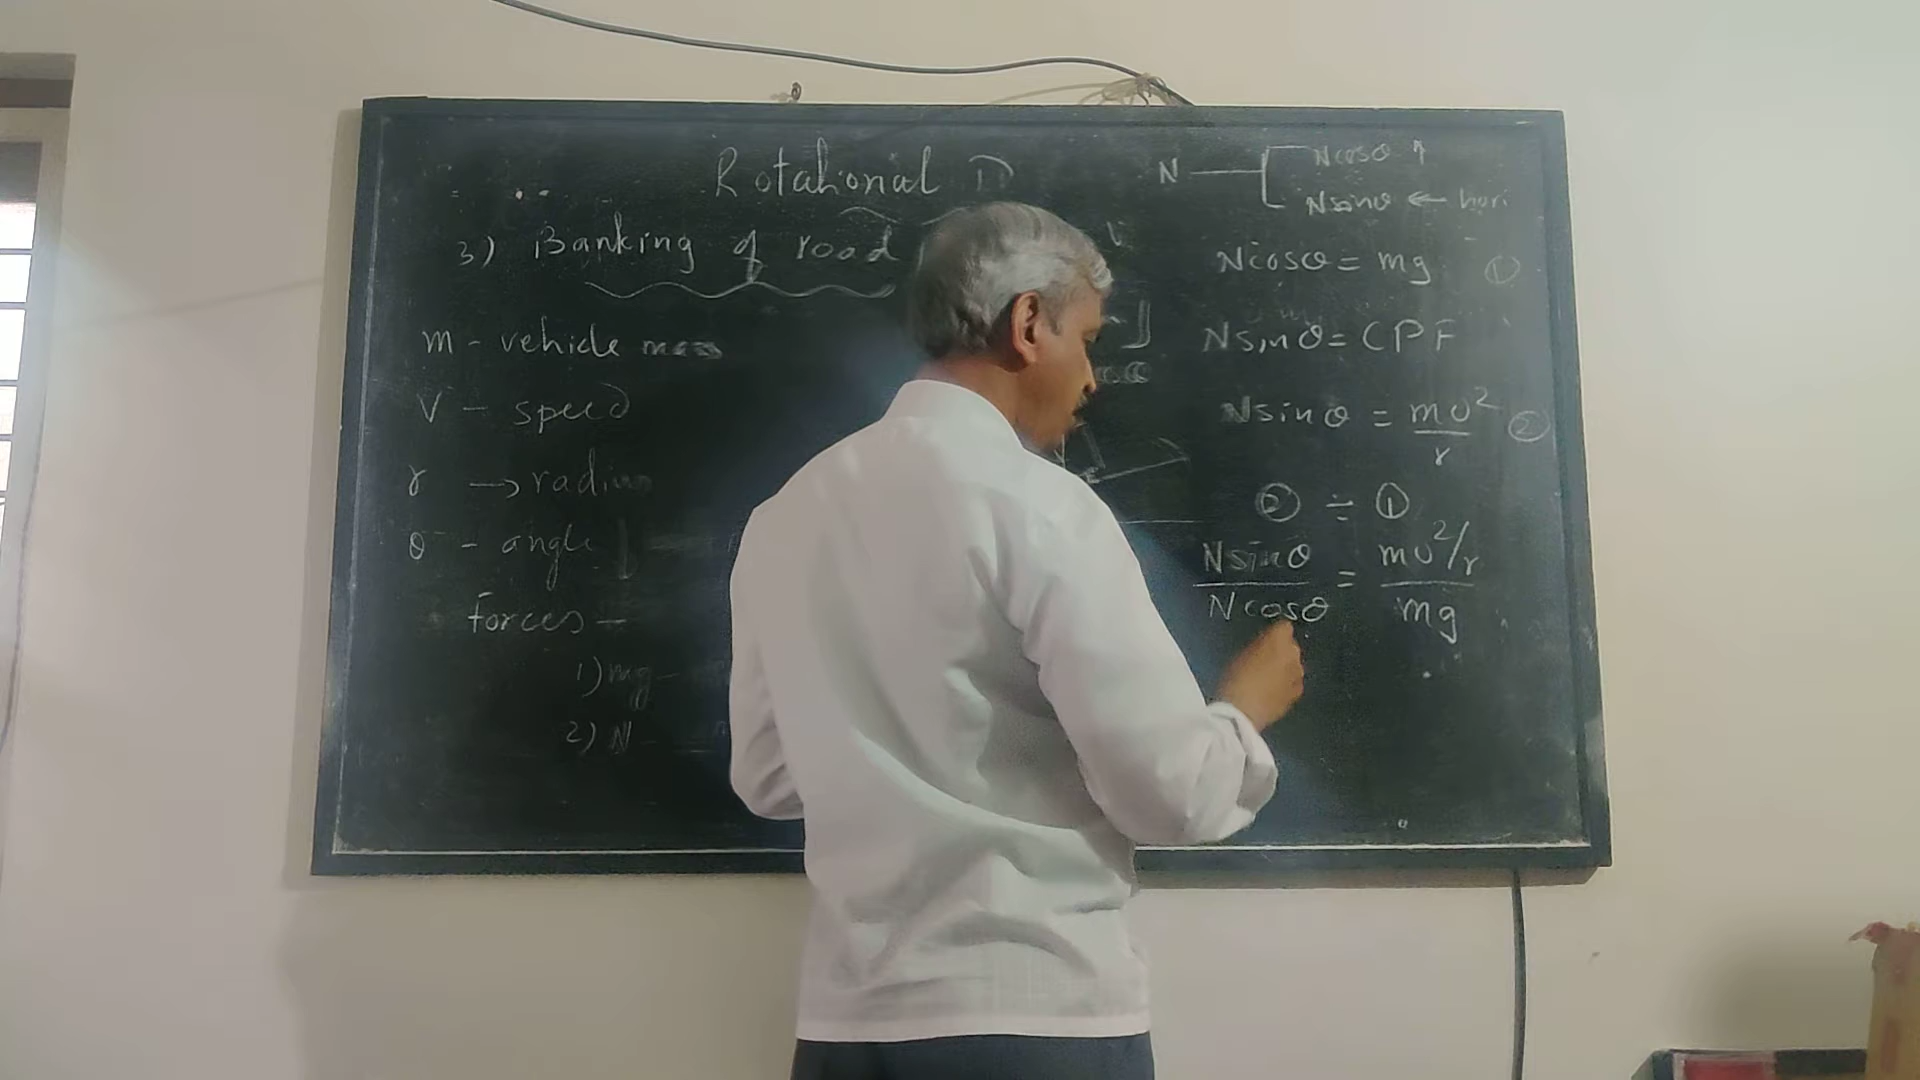 Rotational D
3) Banking of road
m - vehicle mass
V - speed
r → radius
θ - angle
Forces -
1) mg -
2) N -
N
Ncosθ ↑
Nsinθ ← hori
Ncosθ = mg ①
Nsinθ = CPF
Nsinθ = mv²/r ②
② ÷ ①
Nsinθ/Ncosθ = mv²/r/mg